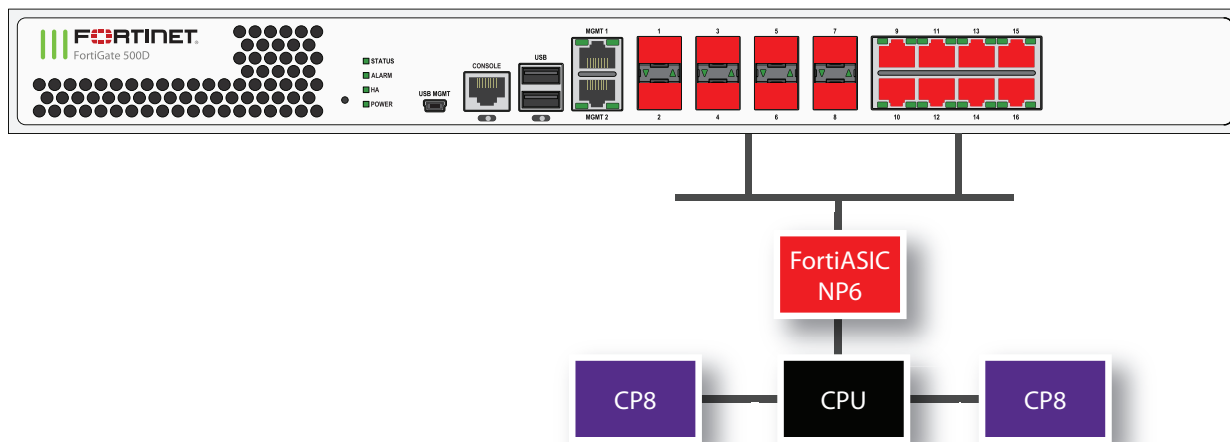 FORTINET
FortiGate 500D
STATUS
ALARM
HA
POWER
USB MGMT
CONSOLE
USB
MGMT 1
MGMT 2
1 3 5 7
2 4 6 8
9 11 13 15
10 12 14 16
FortiASIC
NP6
CP8
CPU
CP8